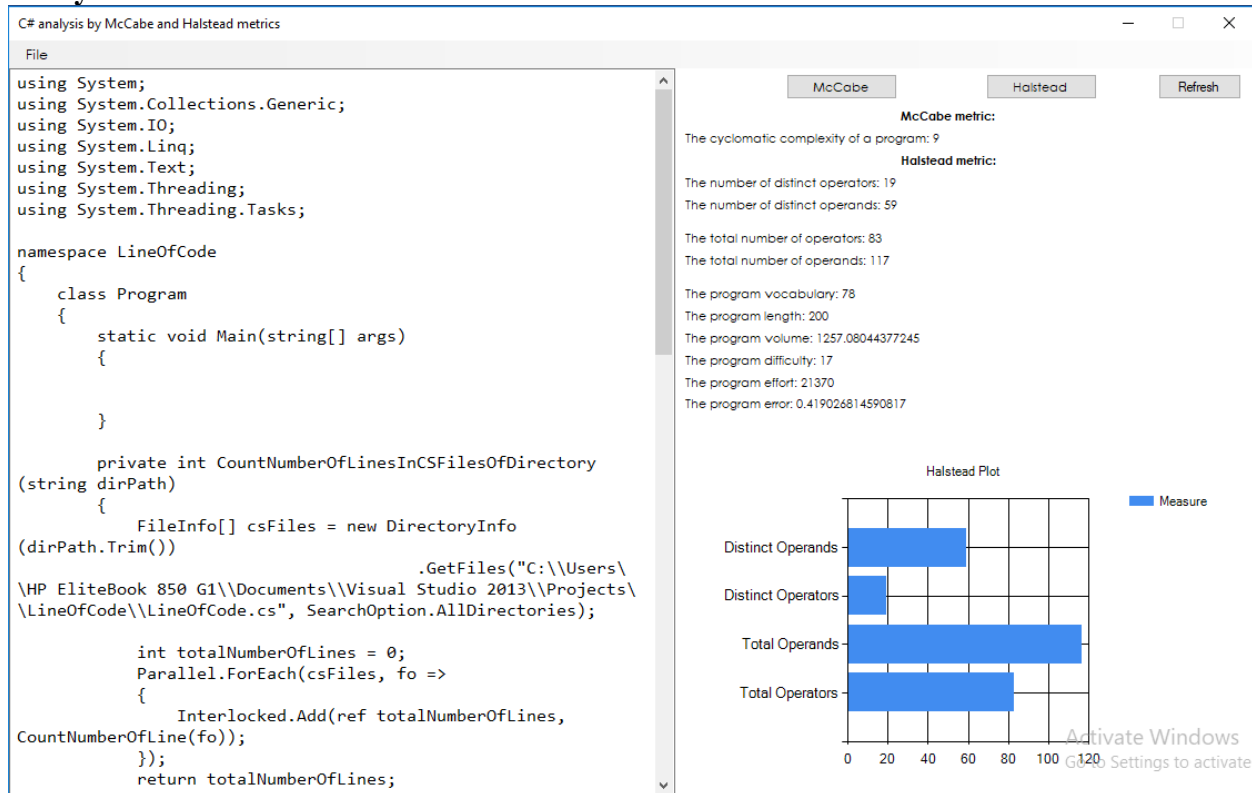 C# analysis by McCabe and Halstead metrics
File
using System;
using System.Collections.Generic;
using System.IO;
using System.Linq;
using System.Text;
using System.Threading;
using System.Threading.Tasks;
namespace LineOfCode
{
class Program
{
static void Main(string[] args)
{
}
private int CountNumberOfLinesInCSFilesOfDirectory
(string dirPath)
{
FileInfo[] csFiles = new DirectoryInfo
(dirPath.Trim())
.GetFiles("C:\\Users\
\HP EliteBook 850 G1\\Documents\\Visual Studio 2013\\Projects\
\LineOfCode\\LineOfCode.cs", SearchOption.AllDirectories);
int totalNumberOfLines = 0;
Parallel.ForEach(csFiles, fo =>
{
Interlocked.Add(ref totalNumberOfLines,
CountNumberOfLine(fo));
});
return totalNumberOfLines;
McCabe
Halstead
Refresh
McCabe metric:
The cyclomatic complexity of a program: 9
Halstead metric:
The number of distinct operators: 19
The number of distinct operands: 59
The total number of operators: 83
The total number of operands: 117
The program vocabulary: 78
The program length: 200
The program volume: 1257.08044377245
The program difficulty: 17
The program effort: 21370
The program error: 0.419026814590817
Halstead Plot
Measure
Distinct Operands
Distinct Operators
Total Operands
Total Operators
0 20 40 60 80 100 120
Activate Windows
Go to Settings to activate